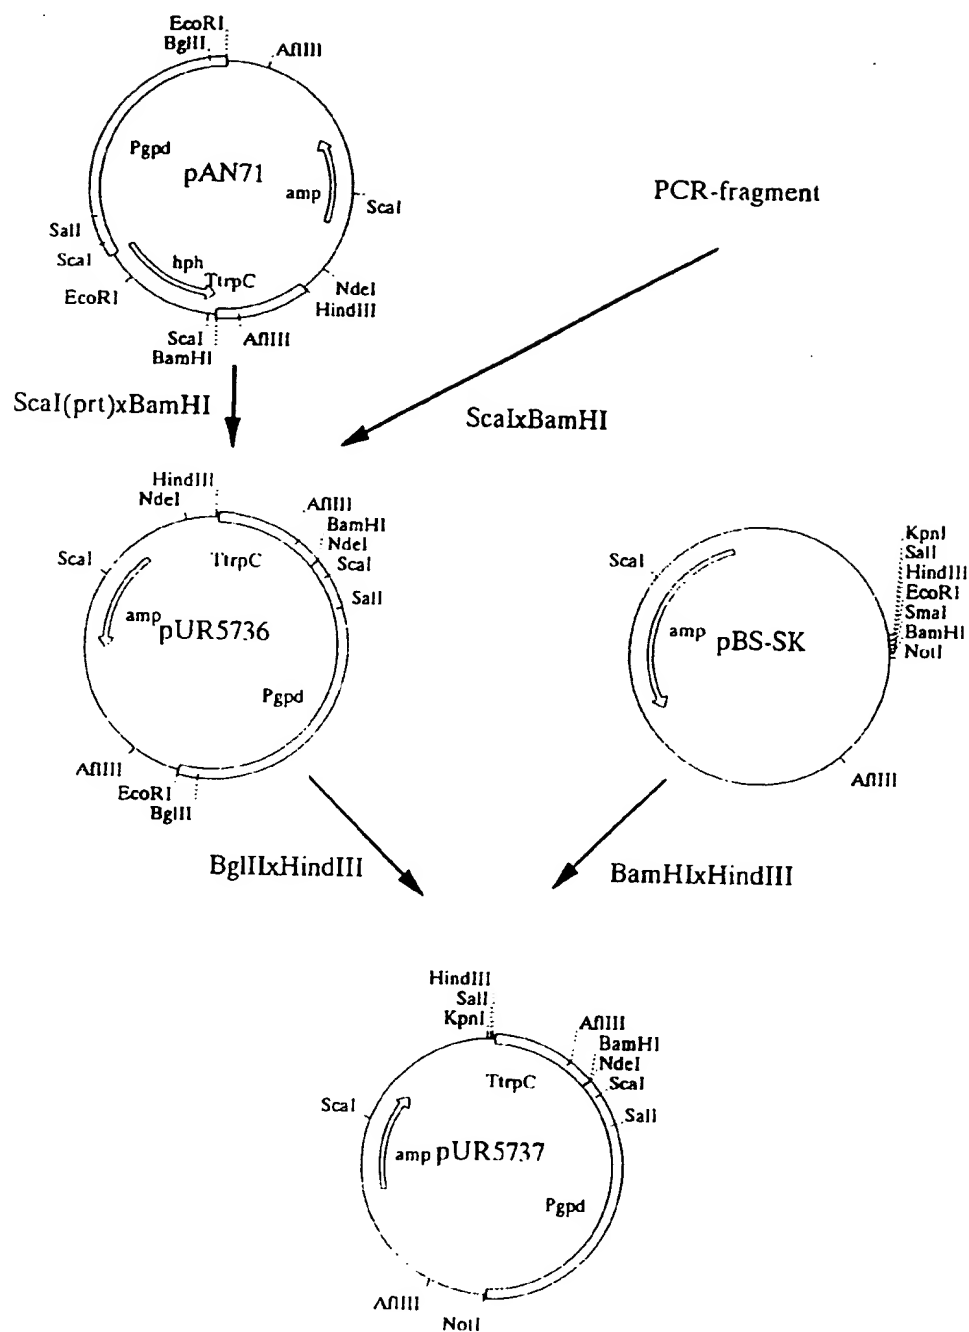 EcoRI
BglII
AflIII
Pgpd
pAN71
amp
ScaI
PCR-fragment
SalI
ScaI
hph
TtrpC
EcoRI
NdeI
HindIII
ScaI
AflIII
BamHI
ScaI(prt)xBamHI
ScaIxBamHI
HindIII
NdeI
AflIII
BamHI
NdeI
ScaI
TtrpC
ScaI
SalI
amp
pUR5736
Pgpd
AflIII
EcoRI
BglII
KpnI
SalI
HindIII
EcoRI
SmaI
BamHI
NotI
ScaI
amp
pBS-SK
AflIII
BglIIxHindIII
BamHIxHindIII
HindIII
SalI
KpnI
AflIII
BamHI
NdeI
TtrpC
ScaI
ScaI
SalI
amp
pUR5737
Pgpd
AflIII
NotI